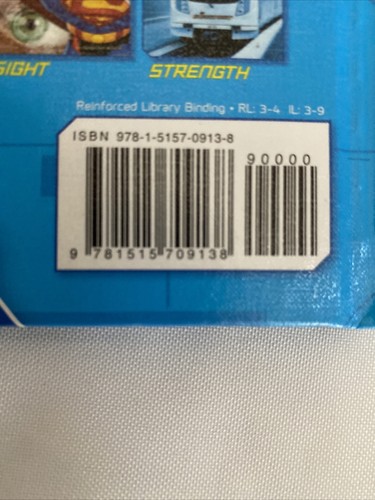 SIGHT
STRENGTH
Reinforced Library Binding • RL: 3-4 IL: 3-9
ISBN 978-1-5157-0913-8
90000
9 781515 709138